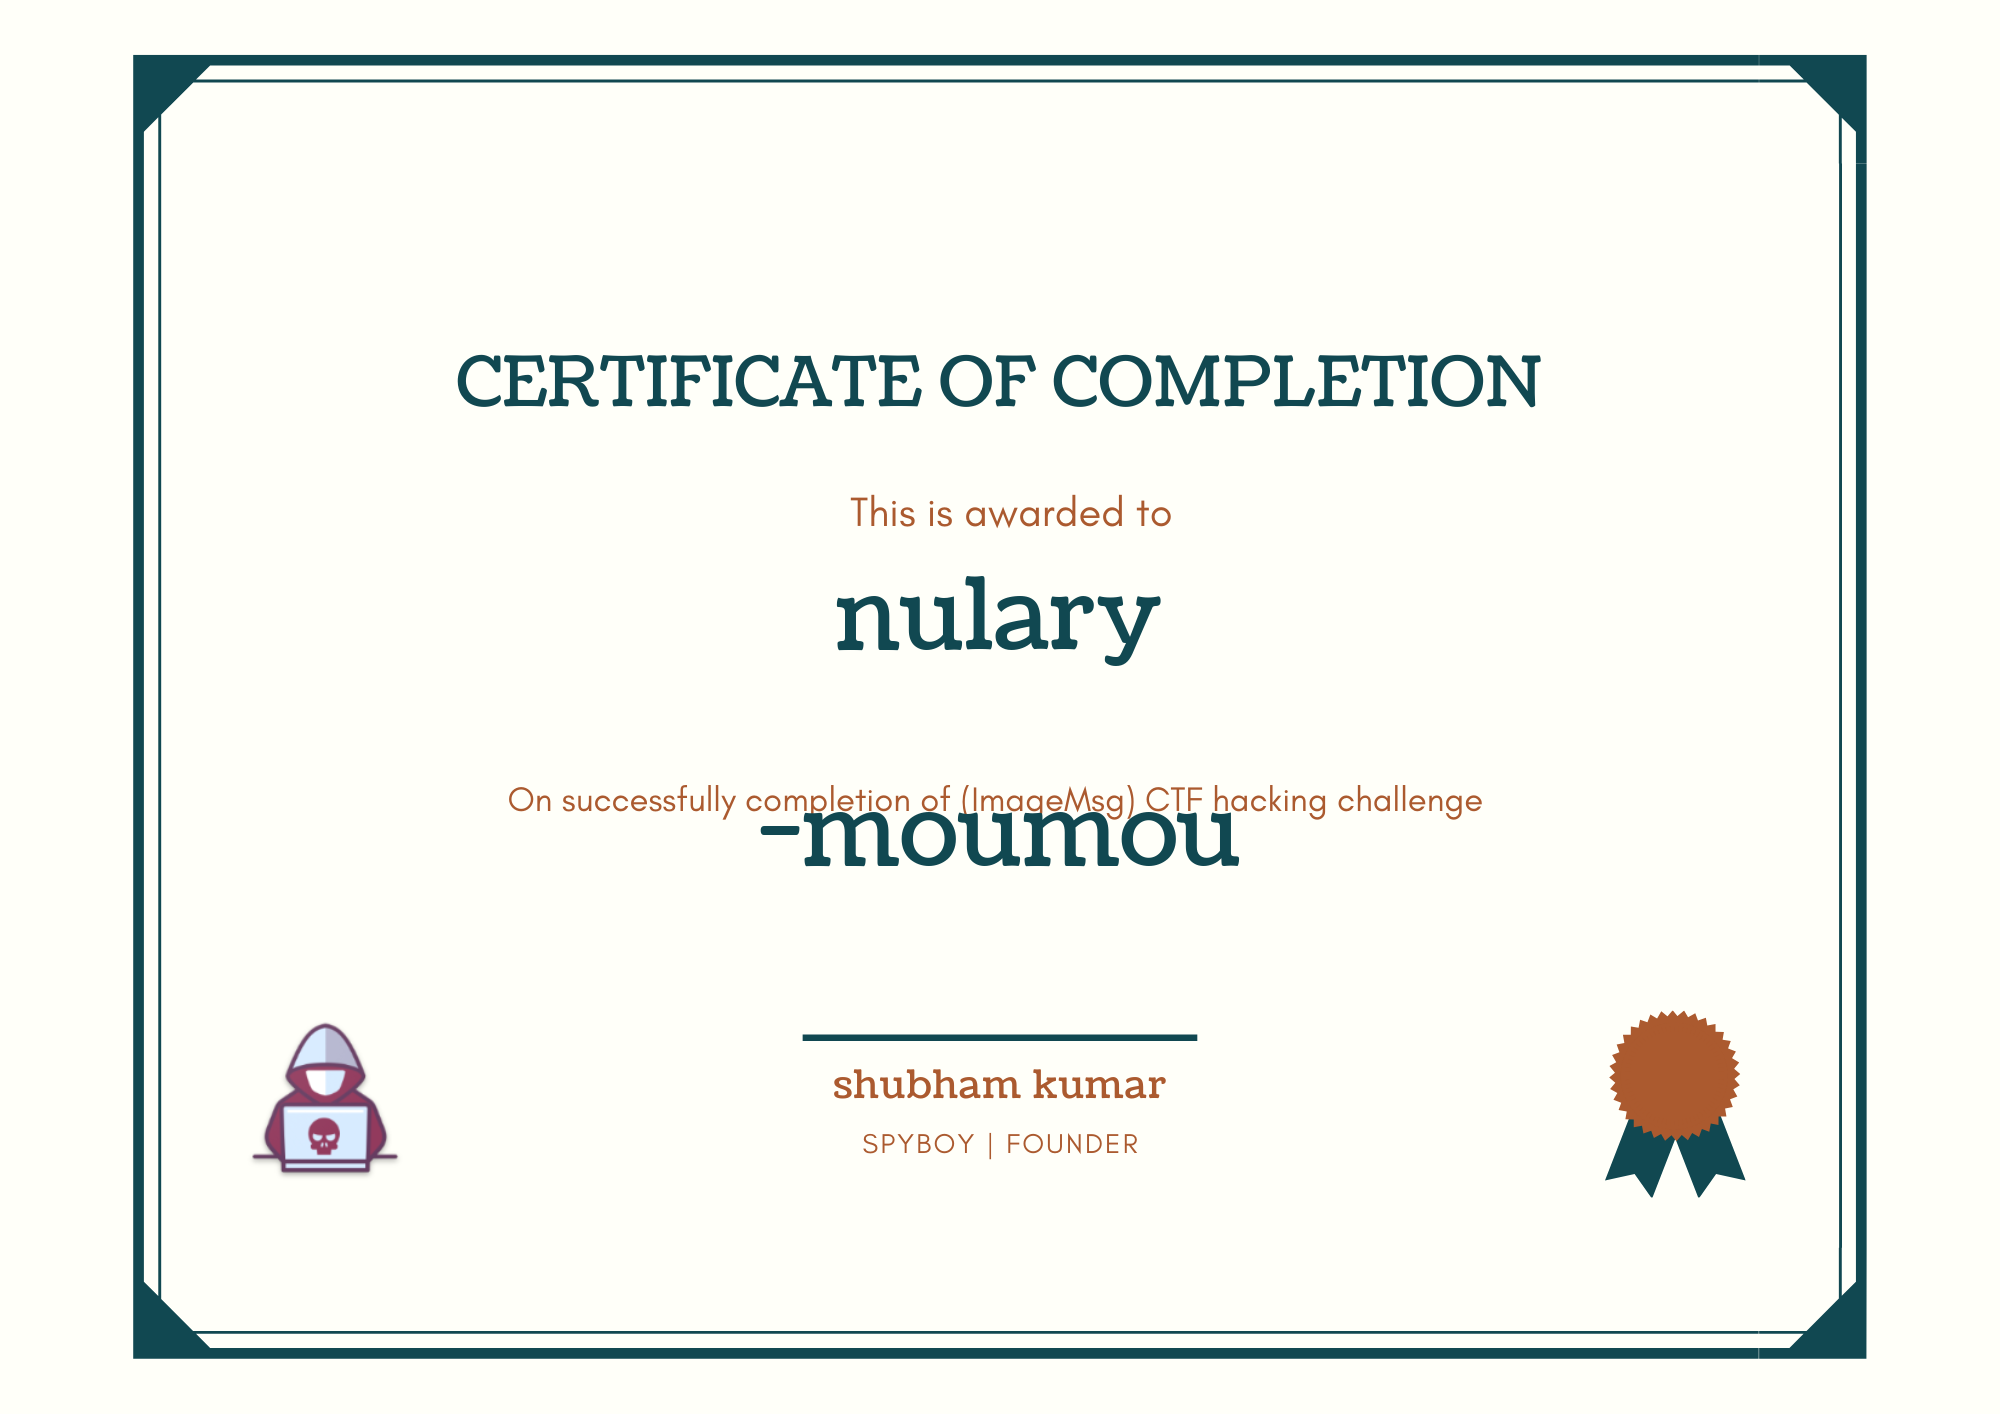 CERTIFICATE OF COMPLETION
This is awarded to
nulary
On successfully completion of (ImageMsg) CTF hacking challenge
-moumou
shubham kumar
SPYBOY | FOUNDER